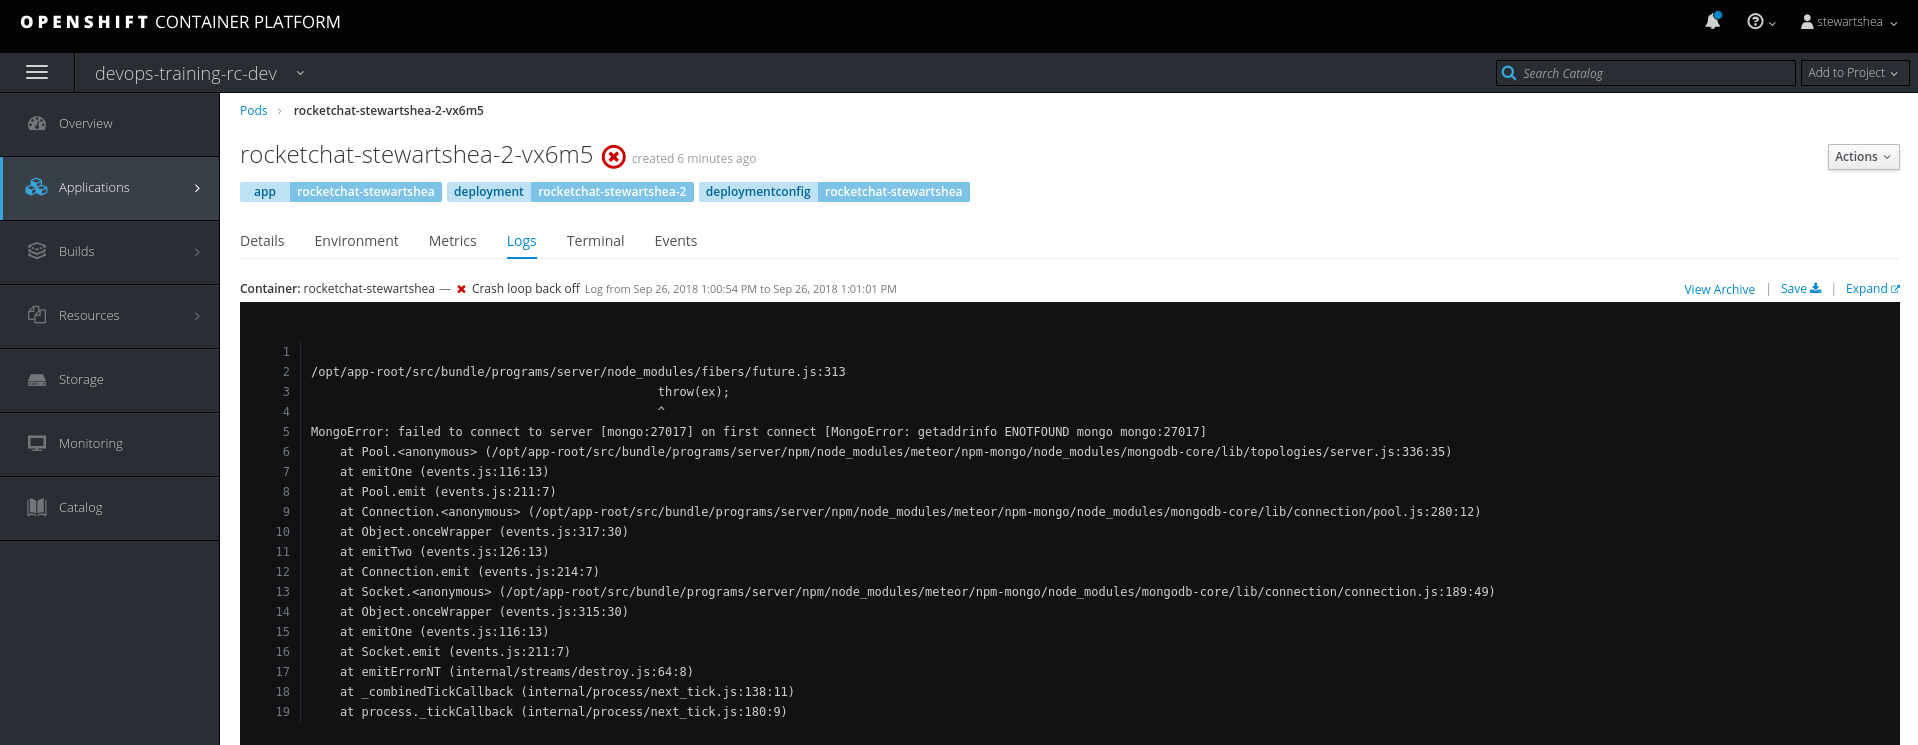 OPENSHIFT CONTAINER PLATFORM
stewartshea
devops-training-rc-dev
Search Catalog
Add to Project
Overview
Applications
Builds
Resources
Storage
Monitoring
Catalog
Pods > rocketchat-stewartshea-2-vx6m5
rocketchat-stewartshea-2-vx6m5 created 6 minutes ago
Actions
app rocketchat-stewartshea deployment rocketchat-stewartshea-2 deploymentconfig rocketchat-stewartshea
Details Environment Metrics Logs Terminal Events
Container: rocketchat-stewartshea — Crash loop back off Log from Sep 26, 2018 1:00:54 PM to Sep 26, 2018 1:01:01 PM
View Archive | Save | Expand
1
2 /opt/app-root/src/bundle/programs/server/node_modules/fibers/future.js:313
3 throw(ex);
4 ^
5 MongoError: failed to connect to server [mongo:27017] on first connect [MongoError: getaddrinfo ENOTFOUND mongo mongo:27017]
6 at Pool.<anonymous> (/opt/app-root/src/bundle/programs/server/npm/node_modules/meteor/npm-mongo/node_modules/mongodb-core/lib/topologies/server.js:336:35)
7 at emitOne (events.js:116:13)
8 at Pool.emit (events.js:211:7)
9 at Connection.<anonymous> (/opt/app-root/src/bundle/programs/server/npm/node_modules/meteor/npm-mongo/node_modules/mongodb-core/lib/connection/pool.js:280:12)
10 at Object.onceWrapper (events.js:317:30)
11 at emitTwo (events.js:126:13)
12 at Connection.emit (events.js:214:7)
13 at Socket.<anonymous> (/opt/app-root/src/bundle/programs/server/npm/node_modules/meteor/npm-mongo/node_modules/mongodb-core/lib/connection/connection.js:189:49)
14 at Object.onceWrapper (events.js:315:30)
15 at emitOne (events.js:116:13)
16 at Socket.emit (events.js:211:7)
17 at emitErrorNT (internal/streams/destroy.js:64:8)
18 at _combinedTickCallback (internal/process/next_tick.js:138:11)
19 at process._tickCallback (internal/process/next_tick.js:180:9)